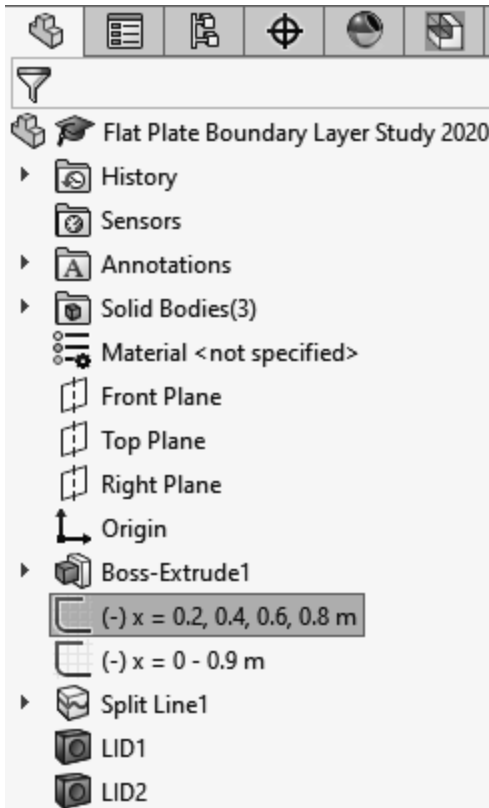 Flat Plate Boundary Layer Study 2020
History
Sensors
A Annotations
Solid Bodies(3)
Material <not specified>
Front Plane
Top Plane
Right Plane
Origin
Boss-Extrude1
(-) x = 0.2, 0.4, 0.6, 0.8 m
(-) x = 0 - 0.9 m
Split Line1
LID1
LID2